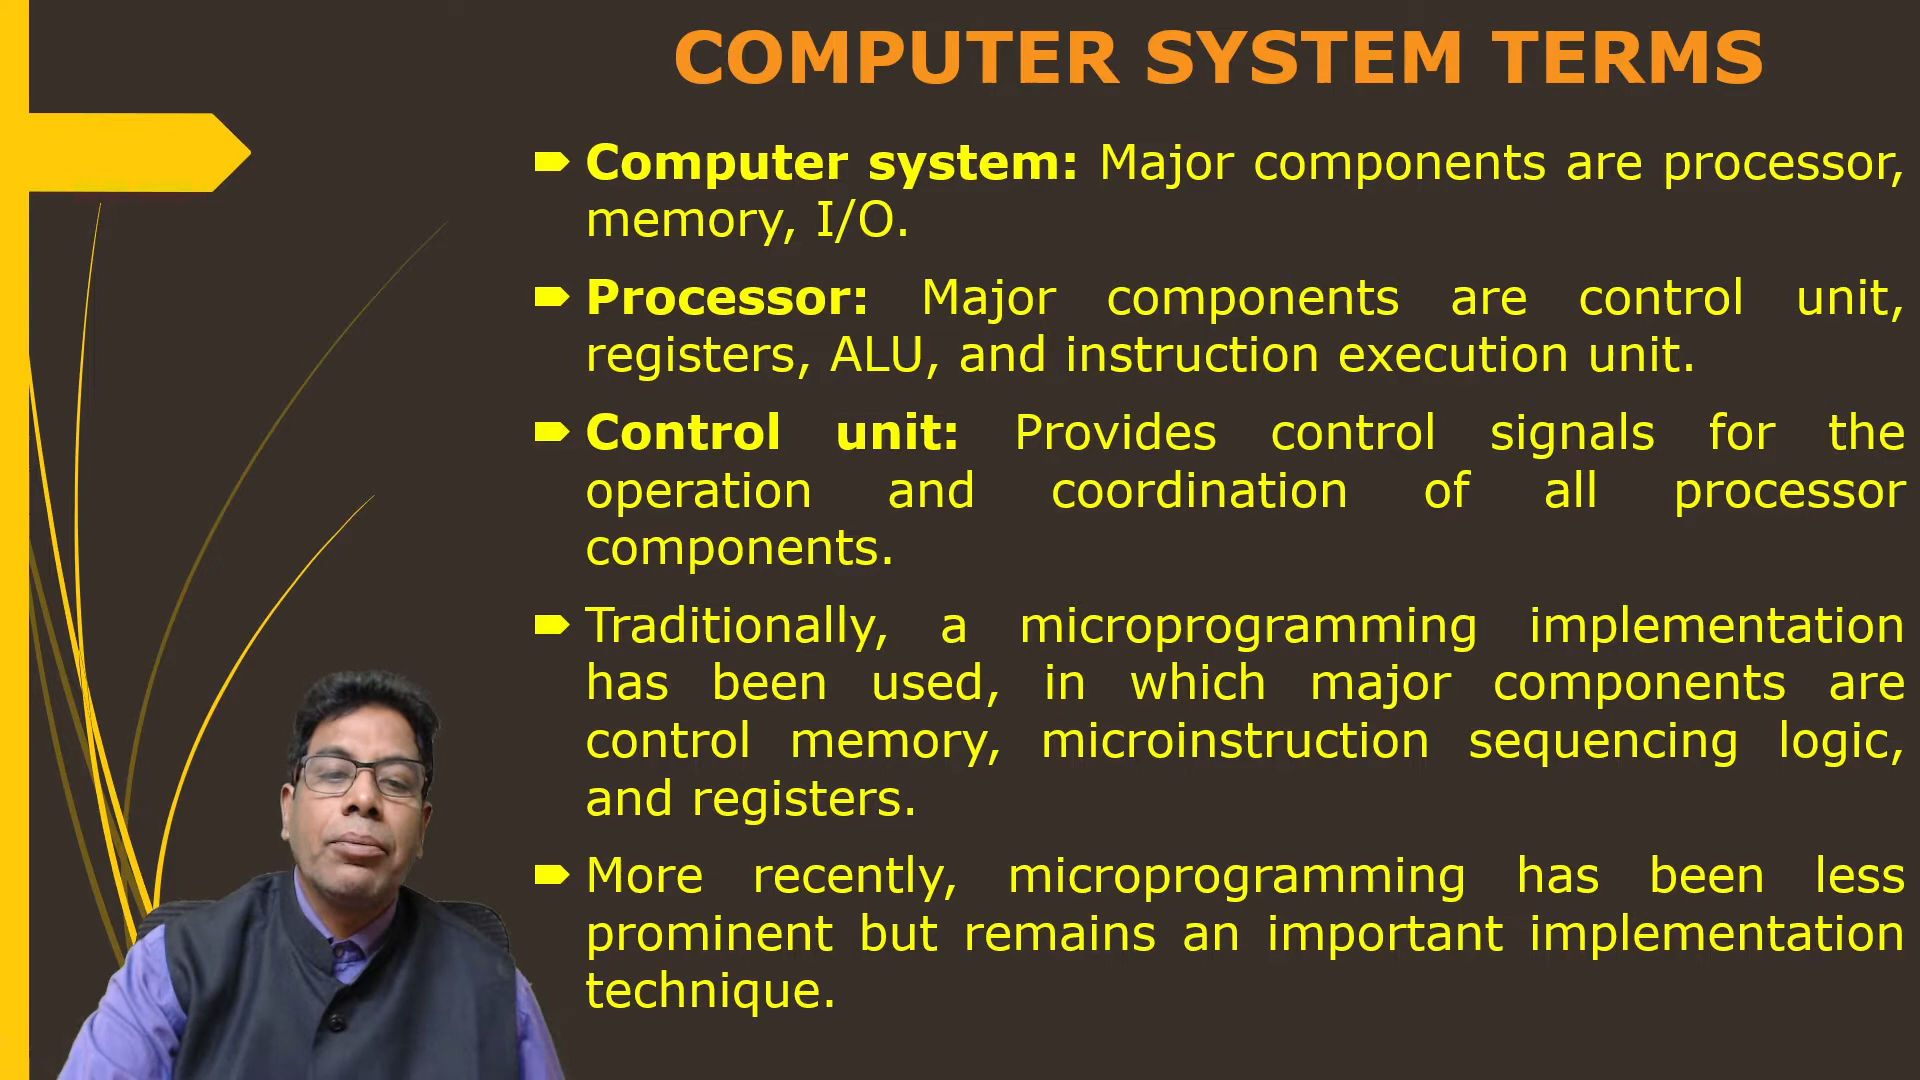 COMPUTER SYSTEM TERMS
Computer system: Major components are processor,
memory, I/O.
Processor: Major components are control unit,
registers, ALU, and instruction execution unit.
Control unit: Provides control signals for the
operation and coordination of all processor
components.
Traditionally, a microprogramming implementation
has been used, in which major components are
control memory, microinstruction sequencing logic,
and registers.
More recently, microprogramming has been less
prominent but remains an important implementation
technique.